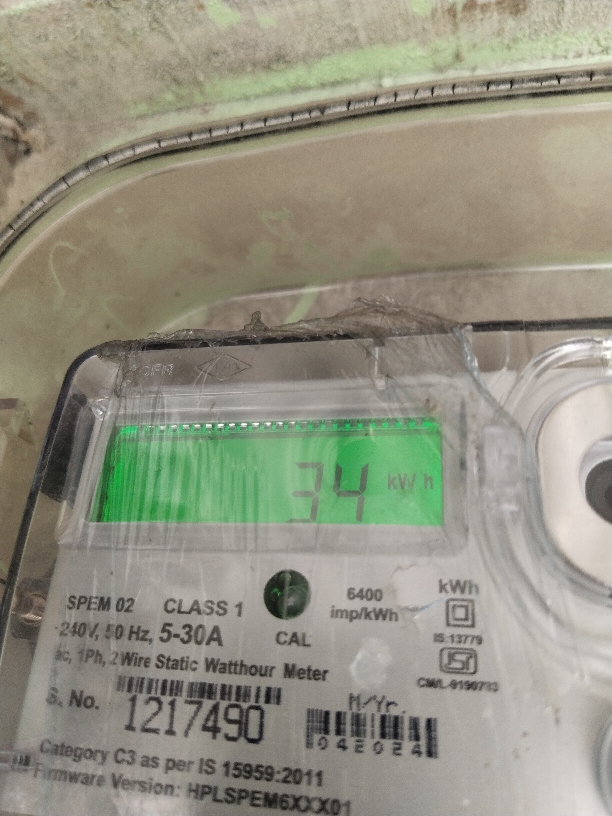 34 kWh
SPEM 02 CLASS 1
6400 imp/kWh
kWh
-240V, 50 Hz, 5-30A
CAL
IS:13779
ac, 1Ph, 2Wire Static Watthour Meter
S. No.
1217490
M/Yr.
042024
Category C3 as per IS 15959:2011
Firmware Version: HPLSPEM6XXX01